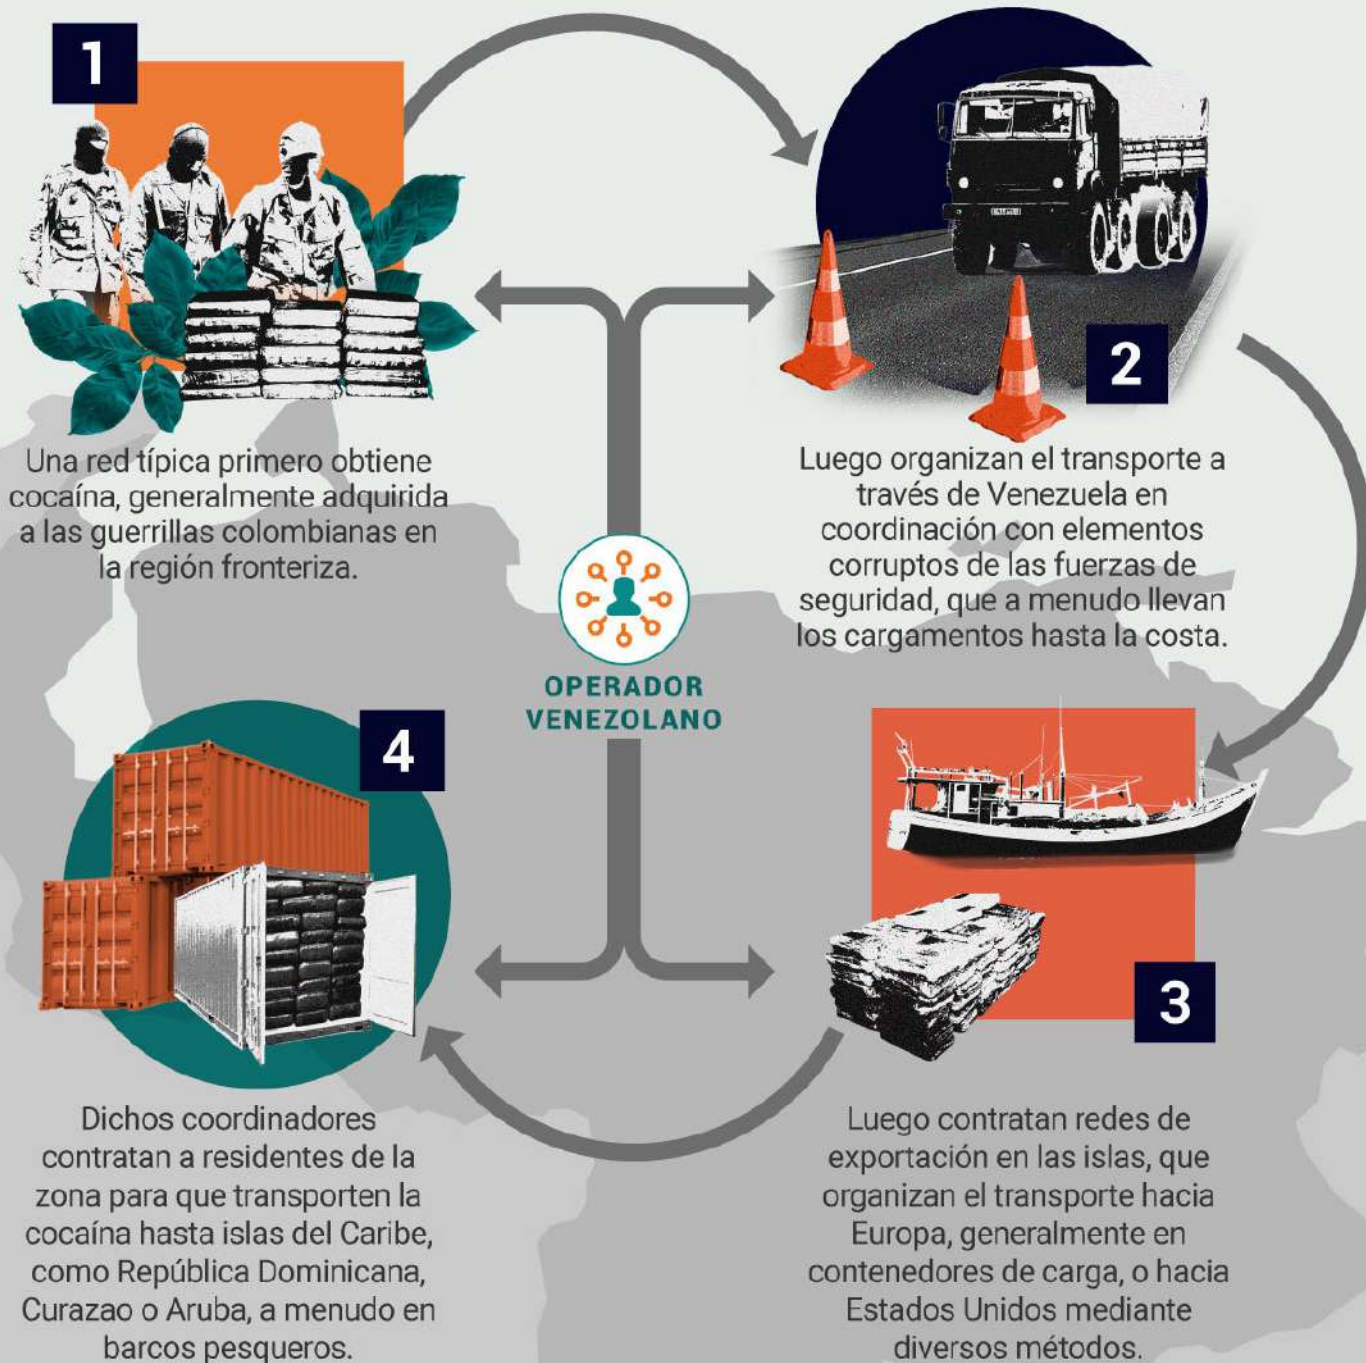 1
Una red típica primero obtiene
cocaína, generalmente adquirida
a las guerrillas colombianas en
la región fronteriza.
2
Luego organizan el transporte a
través de Venezuela en
coordinación con elementos
corruptos de las fuerzas de
seguridad, que a menudo llevan
los cargamentos hasta la costa.
OPERADOR
VENEZOLANO
3
Luego contratan redes de
exportación en las islas, que
organizan el transporte hacia
Europa, generalmente en
contenedores de carga, o hacia
Estados Unidos mediante
diversos métodos.
4
Dichos coordinadores
contratan a residentes de la
zona para que transporten la
cocaína hasta islas del Caribe,
como República Dominicana,
Curazao o Aruba, a menudo en
barcos pesqueros.